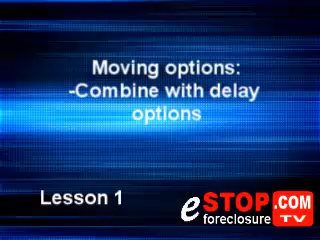 Moving options:
-Combine with delay
options
Lesson 1
eSTOP.COM
foreclosure TV